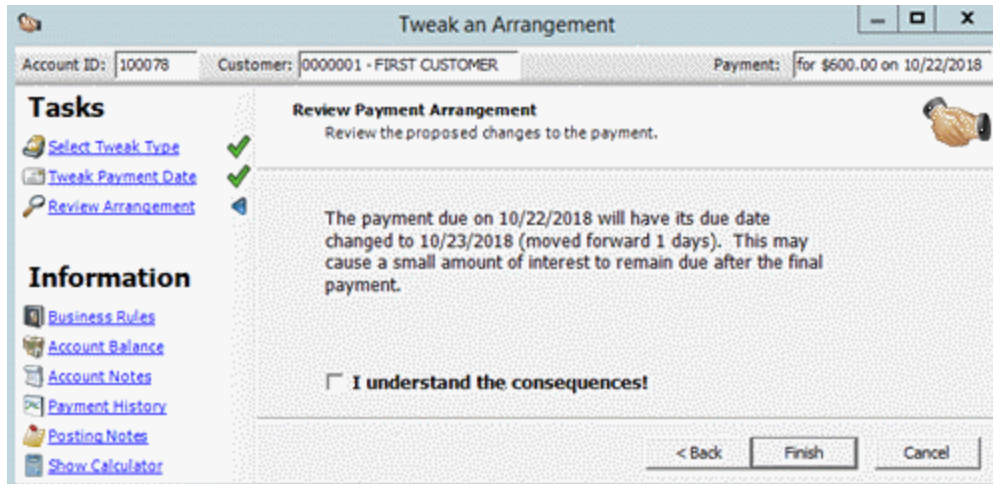 Tweak an Arrangement
Account ID: 100078 Customer: 0000001 - FIRST CUSTOMER Payment: for $600.00 on 10/22/2018
Tasks
Select Tweak Type
Tweak Payment Date
Review Arrangement
Information
Business Rules
Account Balance
Account Notes
Payment History
Posting Notes
Show Calculator
Review Payment Arrangement
Review the proposed changes to the payment.
The payment due on 10/22/2018 will have its due date
changed to 10/23/2018 (moved forward 1 days). This may
cause a small amount of interest to remain due after the final
payment.
I understand the consequences!
< Back Finish Cancel